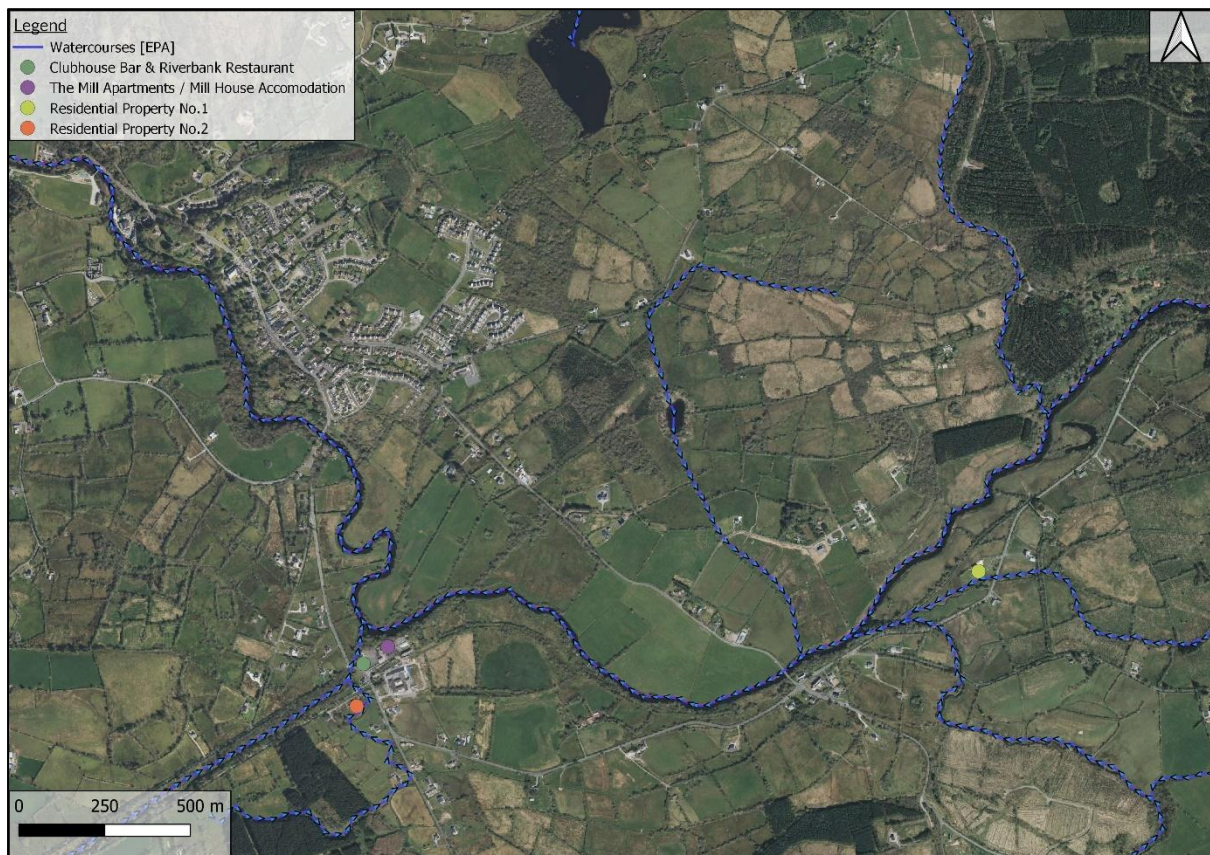 Legend
Watercourses [EPA]
Clubhouse Bar & Riverbank Restaurant
The Mill Apartments / Mill House Accomodation
Residential Property No.1
Residential Property No.2
0 250 500 m